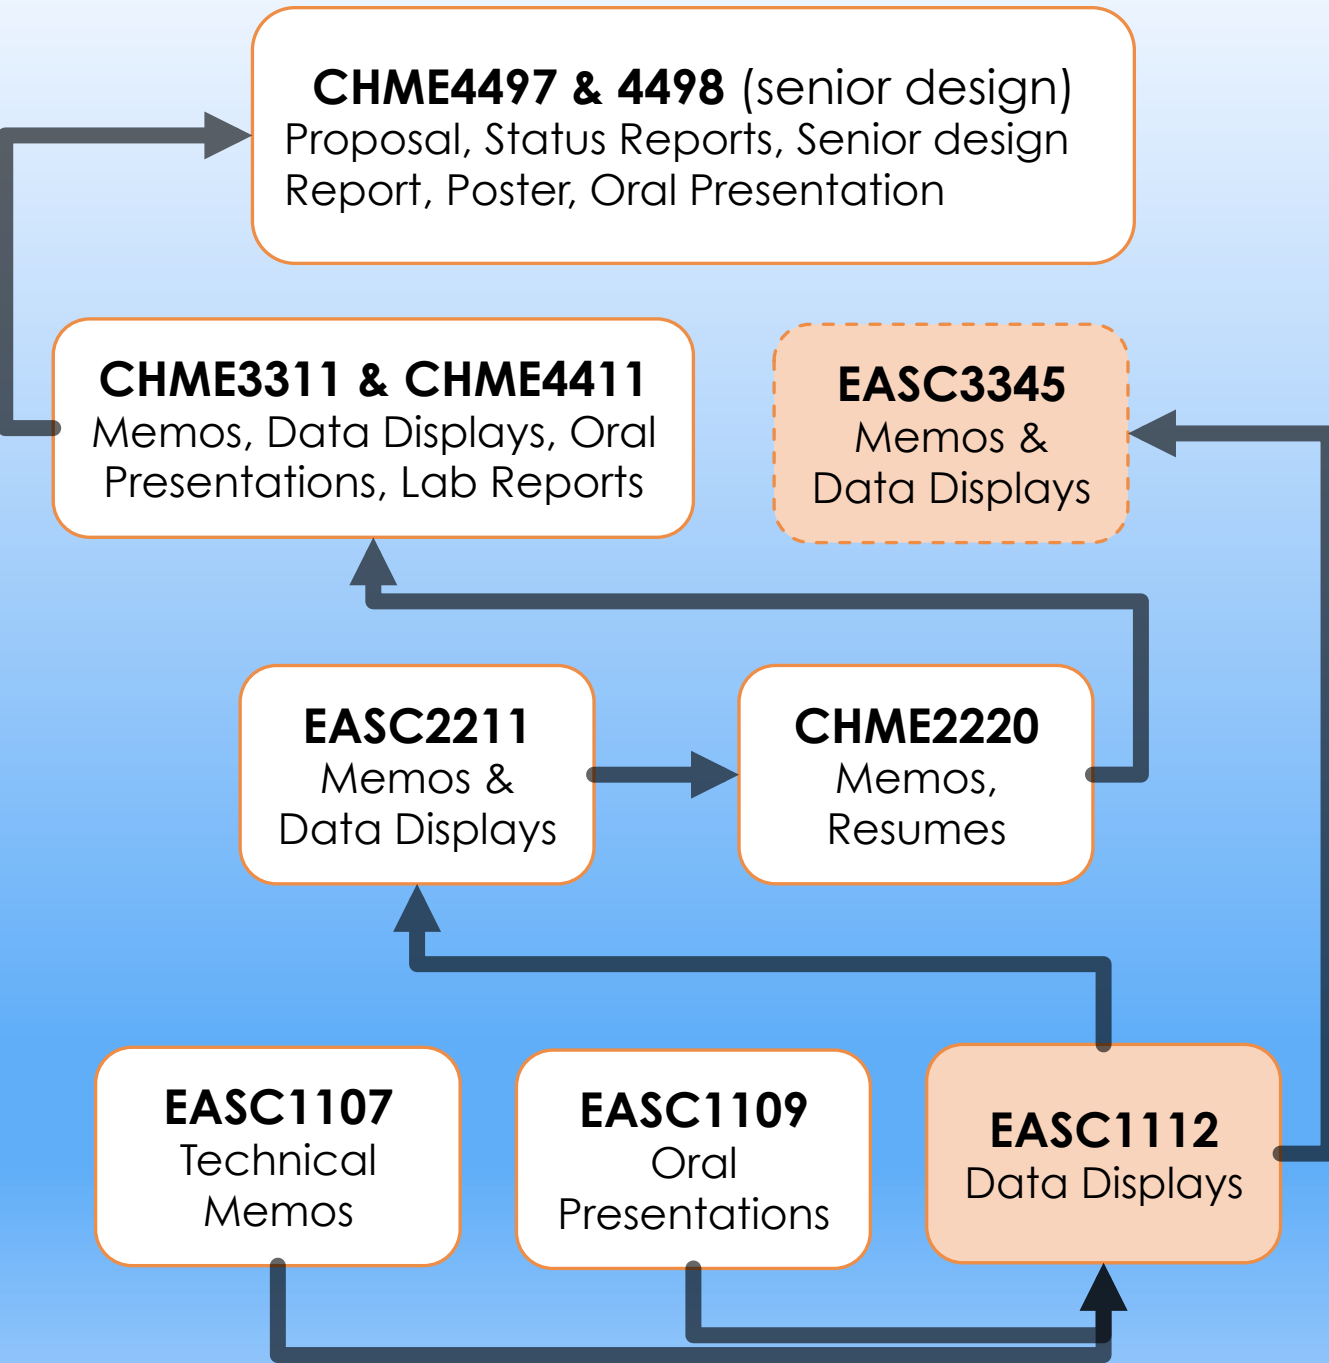 CHME4497 & 4498 (senior design)
Proposal, Status Reports, Senior design
Report, Poster, Oral Presentation
CHME3311 & CHME4411
Memos, Data Displays, Oral
Presentations, Lab Reports
EASC3345
Memos &
Data Displays
EASC2211
Memos &
Data Displays
CHME2220
Memos,
Resumes
EASC1107
Technical
Memos
EASC1109
Oral
Presentations
EASC1112
Data Displays